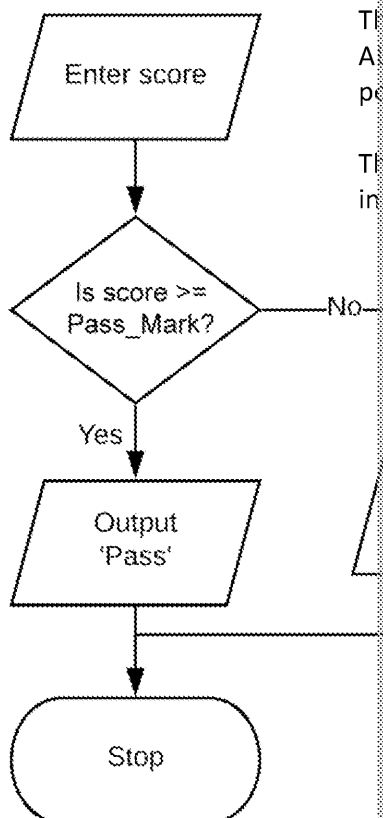 Enter score
Is score >=
Pass_Mark?
No
Yes
Output
'Pass'
Stop